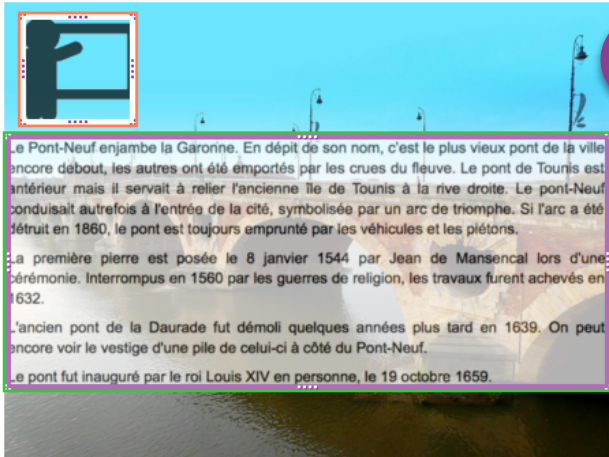 Le Pont-Neuf enjambe la Garonne. En dépit de son nom, c'est le plus vieux pont de la ville
encore debout, les autres ont été emportés par les crues du fleuve. Le pont de Tounis est
antérieur mais il servait à relier l'ancienne île de Tounis à la rive droite. Le pont-Neuf
conduisait autrefois à l'entrée de la cité, symbolisée par un arc de triomphe. Si l'arc a été
détruit en 1860, le pont est toujours emprunté par les véhicules et les piétons.
La première pierre est posée le 8 janvier 1544 par Jean de Mansencal lors d'une
cérémonie. Interrompus en 1560 par les guerres de religion, les travaux furent achevés en
1632.
L'ancien pont de la Daurade fut démoli quelques années plus tard en 1639. On peut
encore voir le vestige d'une pile de celui-ci à côté du Pont-Neuf.
Le pont fut inauguré par le roi Louis XIV en personne, le 19 octobre 1659.